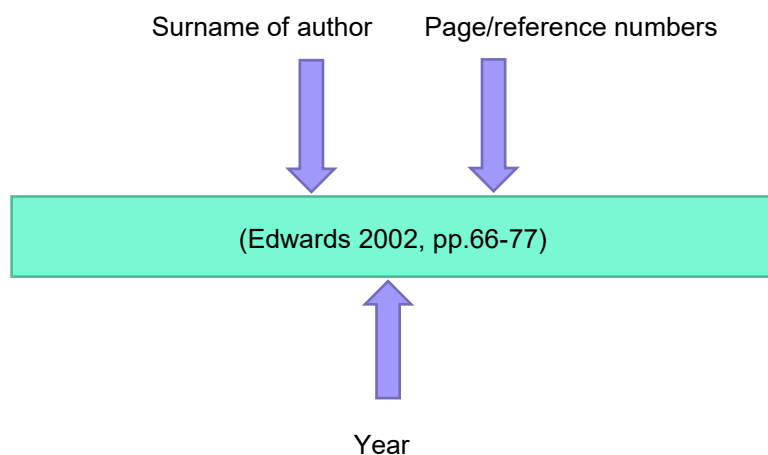 Surname of author
Page/reference numbers
(Edwards 2002, pp.66-77)
Year